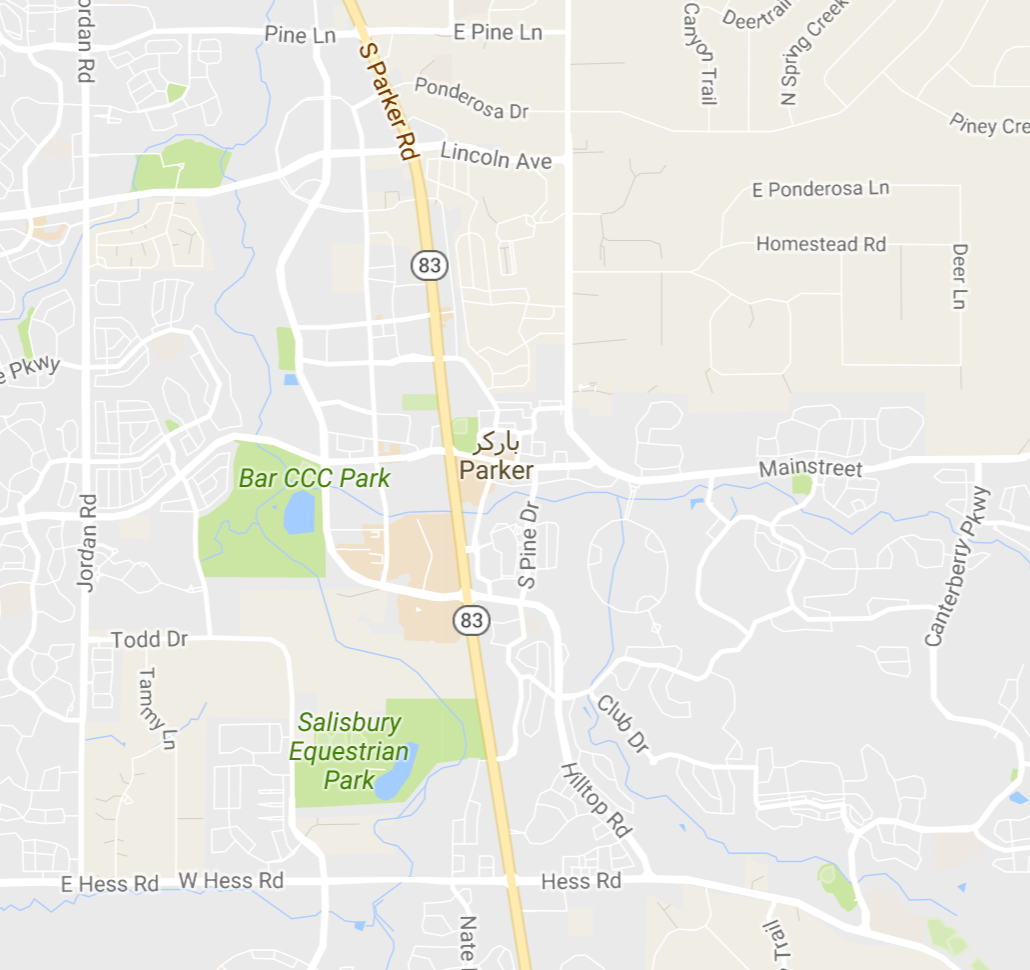 Pine Ln
E Pine Ln
ordan Rd
S Parker Rd
Canyon Trail
Deertrail
N Spring Creek
Ponderosa Dr
Piney Cre
Lincoln Ave
E Ponderosa Ln
Homestead Rd
Deer Ln
83
e Pkwy
باركر
Parker
Mainstreet
Bar CCC Park
Jordan Rd
S Pine Dr
Canterberry Pkwy
83
Todd Dr
Tammy Ln
Salisbury
Equestrian
Park
Club Dr
Hilltop Rd
E Hess Rd
W Hess Rd
Hess Rd
Nate
Trail